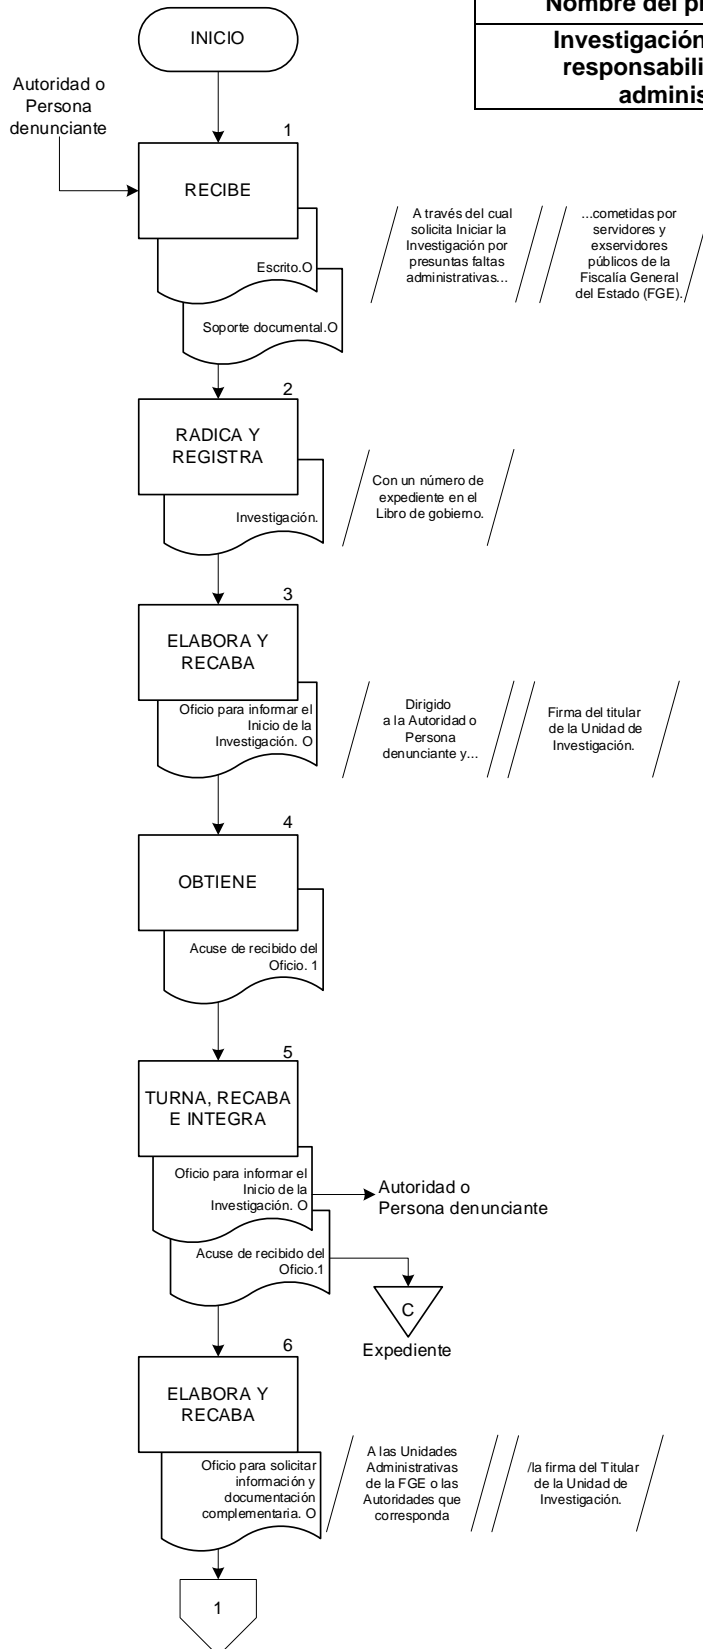 Nombre del
Investigación
administ
INICIO
Autoridad o
Persona
denunciante
1
RECIBE
Escrito.O
Soporte documental.O
A través del cual
solicita Iniciar la
Investigación por
presuntas faltas
administrativas...
...cometidas por
servidores y
exservidores
públicos de la
Fiscalía General
del Estado (FGE).
2
RADICA Y
REGISTRA
Investigación.
Con un número de
expediente en el
Libro de gobierno.
3
ELABORA Y
RECABA
Oficio para informar el
Inicio de la
Investigación. O
Dirigido
a la Autoridad o
Persona
denunciante y...
Firma del titular
de la Unidad de
Investigación.
4
OBTIENE
Acuse de recibido del
Oficio. 1
5
TURNA, RECABA
E INTEGRA
Oficio para informar el
Inicio de la
Investigación. O
Autoridad o
Persona denunciante
Acuse de recibido del
Oficio.1
C
Expediente
6
ELABORA Y
RECABA
Oficio para solicitar
información y
documentación
complementaria. O
A las Unidades
Administrativas
de la FGE o las
Autoridades que
corresponda
/la firma del Titular
de la Unidad de
Investigación.
1